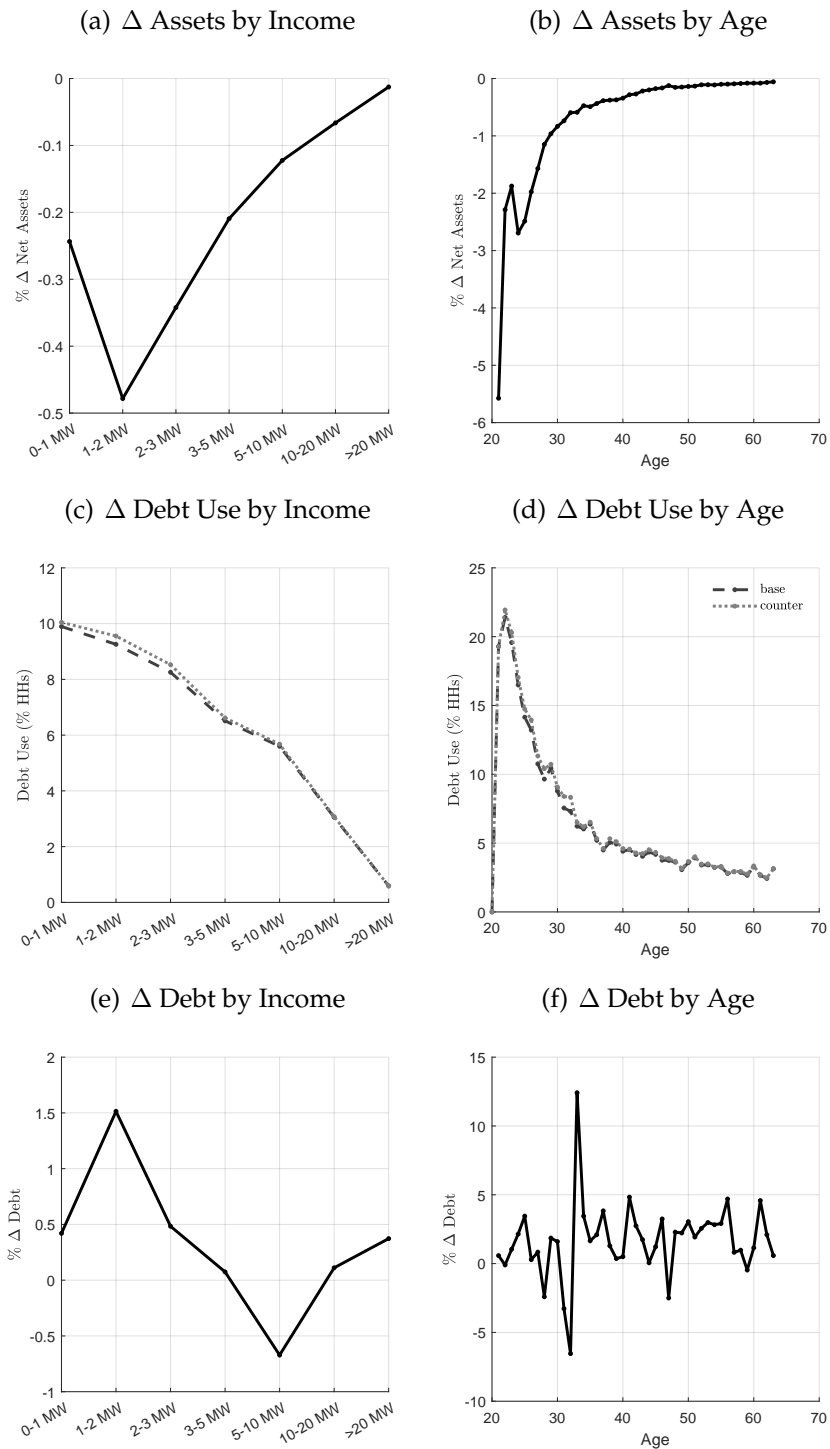 (a) Δ Assets by Income
% Δ Net Assets
0
-0.1
-0.2
-0.3
-0.4
-0.5
0-1 MW
1-2 MW
2-3 MW
3-5 MW
5-10 MW
10-20 MW
>20 MW
(b) Δ Assets by Age
% Δ Net Assets
0
-1
-2
-3
-4
-5
-6
20 30 40 50 60 70
Age
(c) Δ Debt Use by Income
Debt Use (% HHs)
12
10
8
6
4
2
0
0-1 MW
1-2 MW
2-3 MW
3-5 MW
5-10 MW
10-20 MW
>20 MW
(d) Δ Debt Use by Age
Debt Use (% HHs)
25
20
15
10
5
0
base
counter
20 30 40 50 60 70
Age
(e) Δ Debt by Income
% Δ Debt
2
1.5
1
0.5
0
-0.5
-1
0-1 MW
1-2 MW
2-3 MW
3-5 MW
5-10 MW
10-20 MW
>20 MW
(f) Δ Debt by Age
% Δ Debt
15
10
5
0
-5
-10
20 30 40 50 60 70
Age